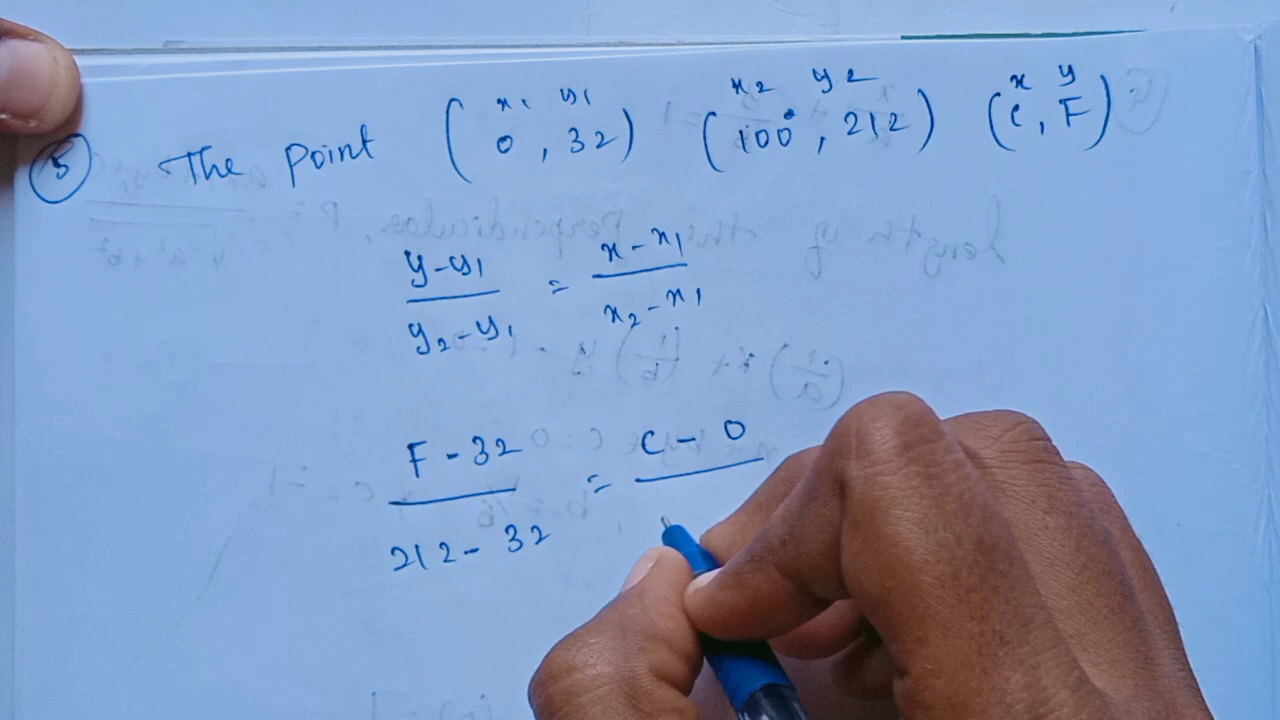 x₁ y₁ x₂ y₂ x y
5 The point (0, 32) (100°, 212) (C, F)
y-y₁ / y₂-y₁ = x-x₁ / x₂-x₁
F-32 / 212-32 = C-0